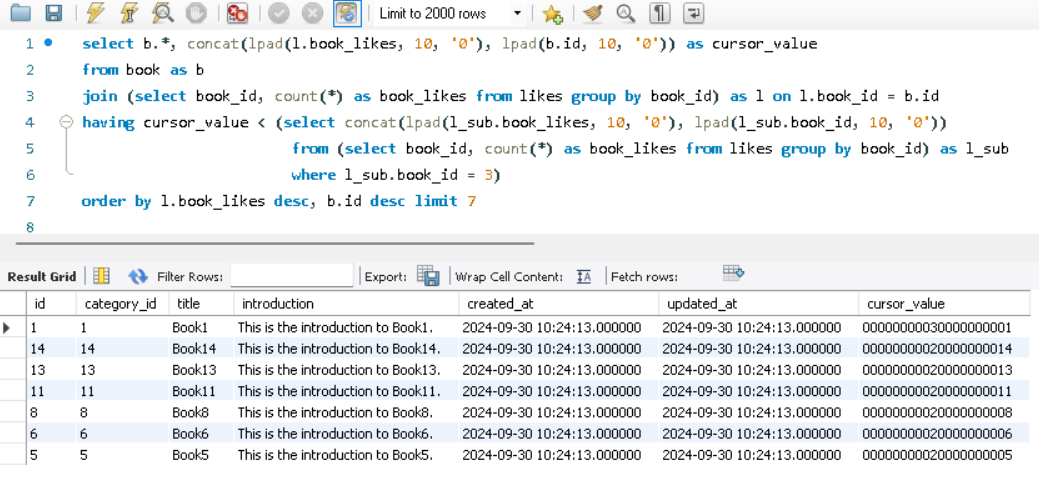 Limit to 2000 rows
1 select b.*, concat(lpad(l.book_likes, 10, '0'), lpad(b.id, 10, '0')) as cursor_value
2 from book as b
3 join (select book_id, count(*) as book_likes from likes group by book_id) as l on l.book_id = b.id
4 having cursor_value < (select concat(lpad(l_sub.book_likes, 10, '0'), lpad(l_sub.book_id, 10, '0'))
5 from (select book_id, count(*) as book_likes from likes group by book_id) as l_sub
6 where l_sub.book_id = 3)
7 order by l.book_likes desc, b.id desc limit 7
8
Result Grid Filter Rows: Export: Wrap Cell Content: Fetch rows:
id category_id title introduction created_at updated_at cursor_value
1 1 Book1 This is the introduction to Book1. 2024-09-30 10:24:13.000000 2024-09-30 10:24:13.000000 00000000030000000001
14 14 Book14 This is the introduction to Book14. 2024-09-30 10:24:13.000000 2024-09-30 10:24:13.000000 00000000020000000014
13 13 Book13 This is the introduction to Book13. 2024-09-30 10:24:13.000000 2024-09-30 10:24:13.000000 00000000020000000013
11 11 Book11 This is the introduction to Book11. 2024-09-30 10:24:13.000000 2024-09-30 10:24:13.000000 00000000020000000011
8 8 Book8 This is the introduction to Book8. 2024-09-30 10:24:13.000000 2024-09-30 10:24:13.000000 00000000020000000008
6 6 Book6 This is the introduction to Book6. 2024-09-30 10:24:13.000000 2024-09-30 10:24:13.000000 00000000020000000006
5 5 Book5 This is the introduction to Book5. 2024-09-30 10:24:13.000000 2024-09-30 10:24:13.000000 00000000020000000005